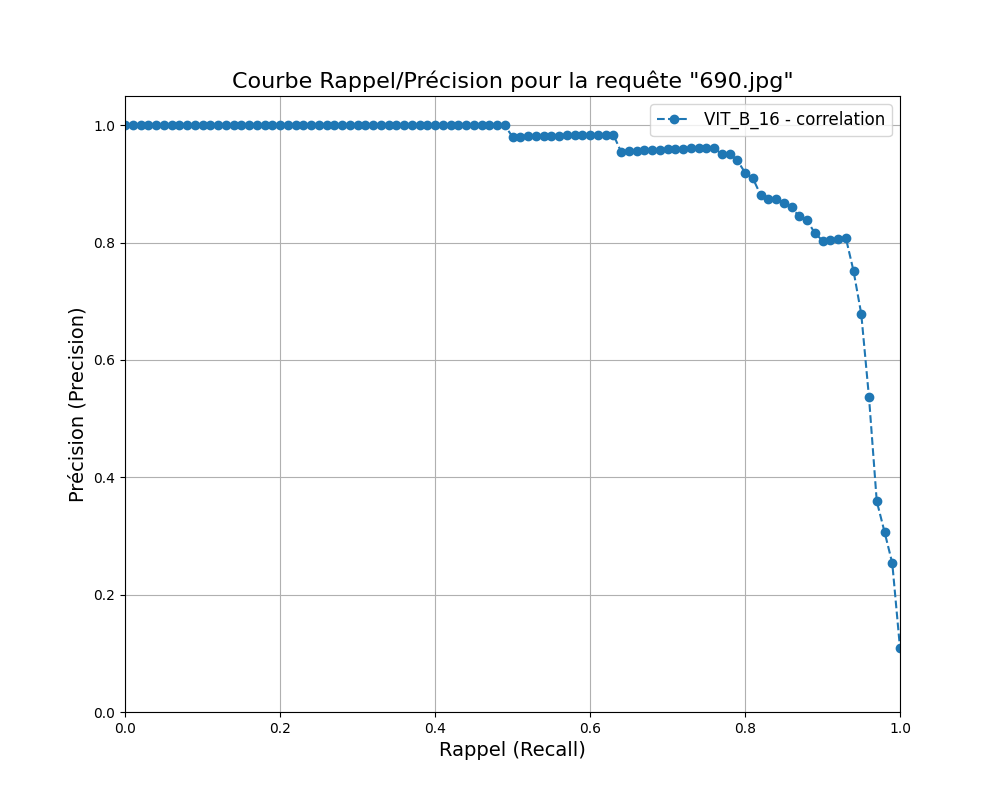 Courbe Rappel/Précision pour la requête "690.jpg"
VIT_B_16 - correlation
Précision (Precision)
1.0
0.8
0.6
0.4
0.2
0.0
0.0 0.2 0.4 0.6 0.8 1.0
Rappel (Recall)